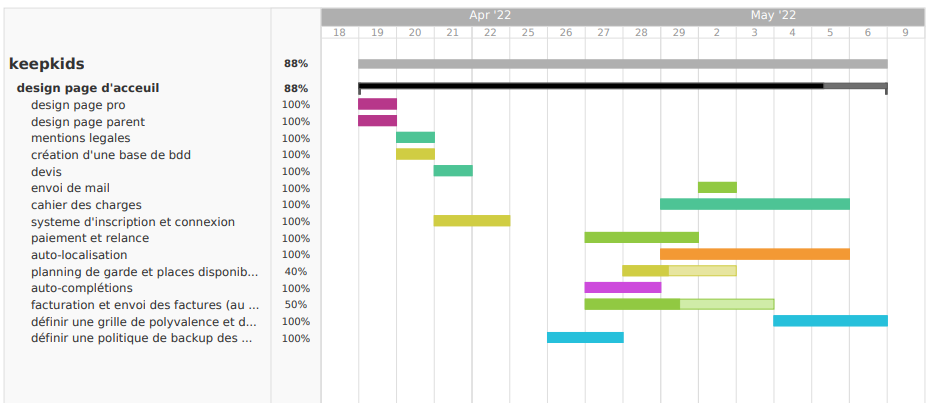 Apr '22 May '22
18 19 20 21 22 25 26 27 28 29 2 3 4 5 6 9
keepkids 88%
design page d'acceuil 88%
design page pro 100%
design page parent 100%
mentions legales 100%
création d'une base de bdd 100%
devis 100%
envoi de mail 100%
cahier des charges 100%
systeme d'inscription et connexion 100%
paiement et relance 100%
auto-localisation 100%
planning de garde et places disponib... 40%
auto-complétions 100%
facturation et envoi des factures (au ... 50%
définir une grille de polyvalence et d... 100%
définir une politique de backup des ... 100%